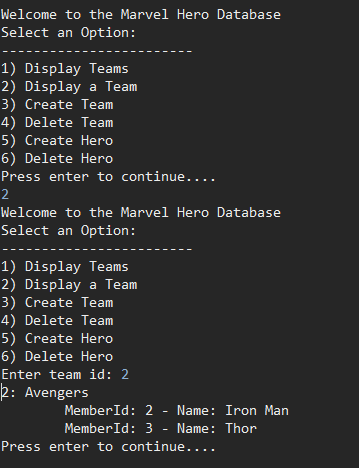 Welcome to the Marvel Hero Database
Select an Option:
------------------------
1) Display Teams
2) Display a Team
3) Create Team
4) Delete Team
5) Create Hero
6) Delete Hero
Press enter to continue....
2
Welcome to the Marvel Hero Database
Select an Option:
------------------------
1) Display Teams
2) Display a Team
3) Create Team
4) Delete Team
5) Create Hero
6) Delete Hero
Enter team id: 2
2: Avengers
        MemberId: 2 - Name: Iron Man
        MemberId: 3 - Name: Thor
Press enter to continue....